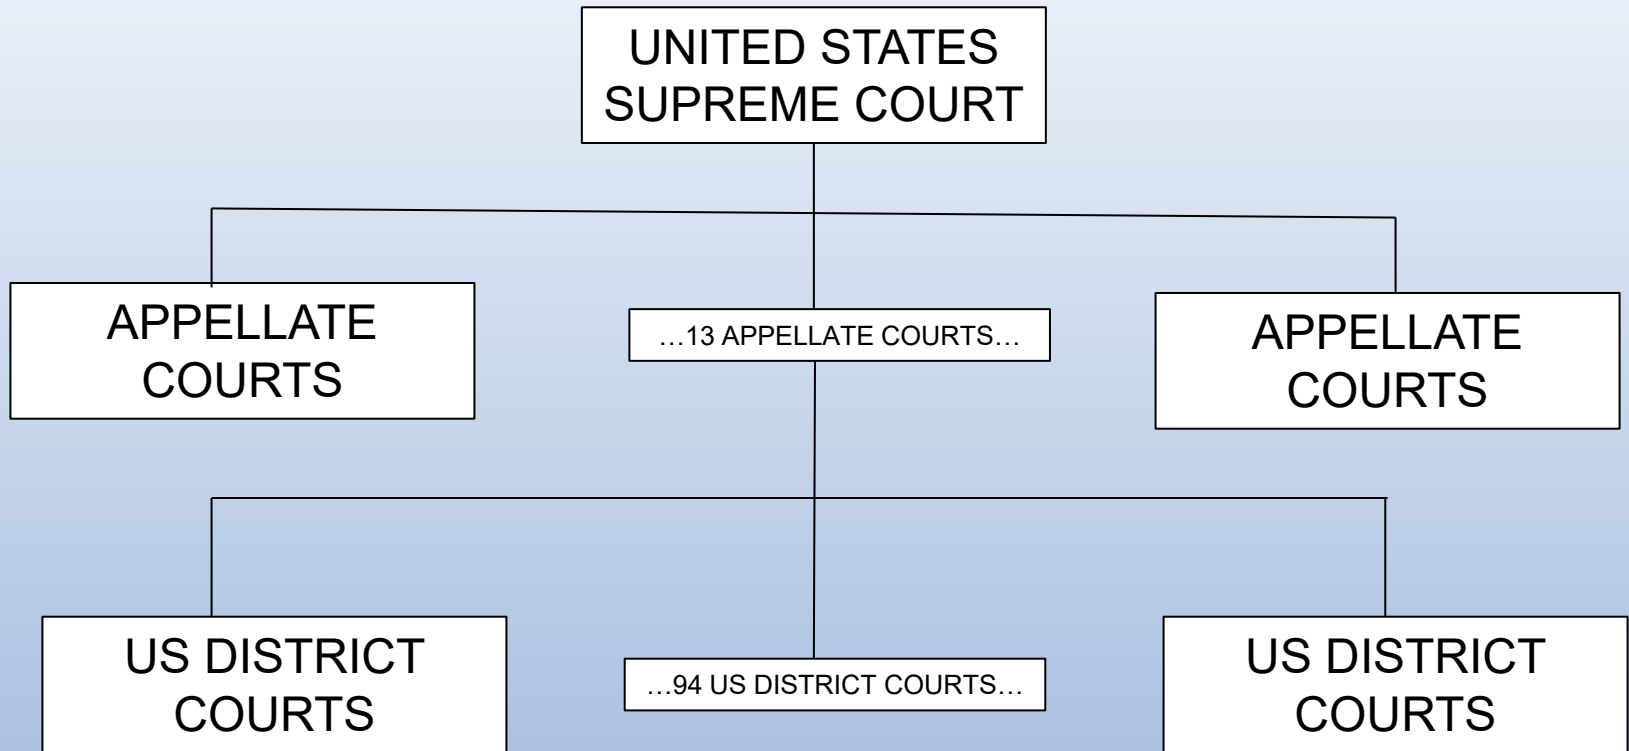 UNITED STATES
SUPREME COURT
APPELLATE
COURTS
…13 APPELLATE COURTS…
APPELLATE
COURTS
US DISTRICT
COURTS
…94 US DISTRICT COURTS…
US DISTRICT
COURTS